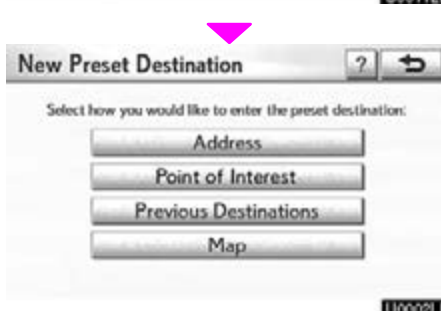 New Preset Destination ?
Select how you would like to enter the preset destination:
Address
Point of Interest
Previous Destinations
Map